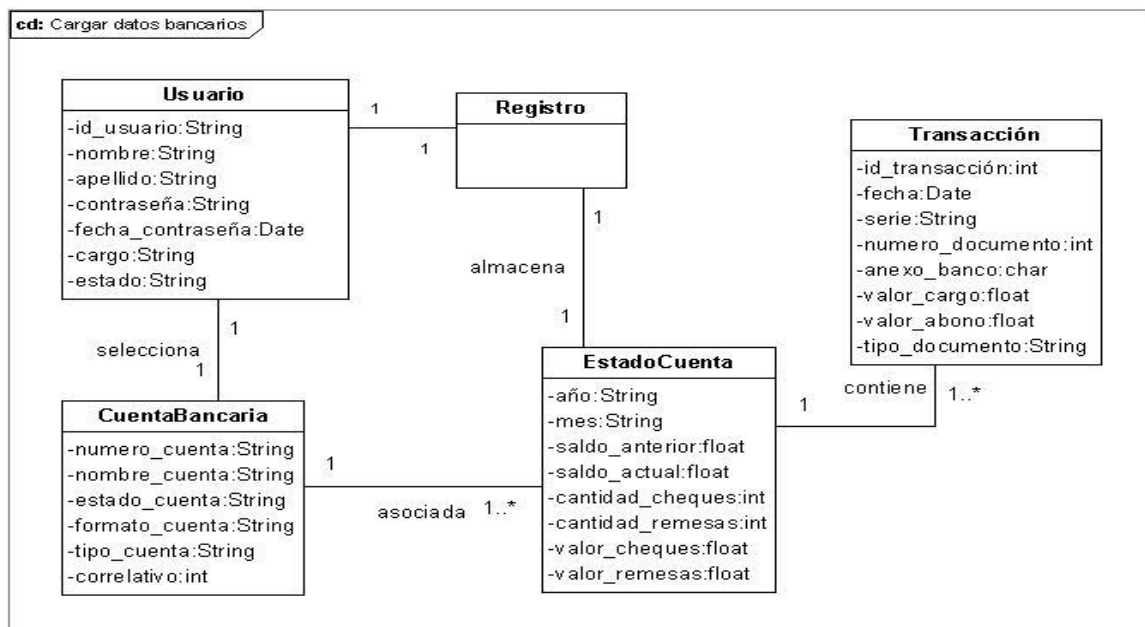 cd: Cargar datos bancarios
Usuario
-id_usuario:String
-nombre:String
-apellido:String
-contraseña:String
-fecha_contraseña:Date
-cargo:String
-estado:String
1
1
Registro
Transacción
-id_transacción:int
-fecha:Date
-serie:String
-numero_documento:int
-anexo_banco:char
-valor_cargo:float
-valor_abono:float
-tipo_documento:String
1
almacena
1
1
selecciona
1
contiene
1
1..*
EstadoCuenta
-año:String
-mes:String
-saldo_anterior:float
-saldo_actual:float
-cantidad_cheques:int
-cantidad_remesas:int
-valor_cheques:float
-valor_remesas:float
CuentaBancaria
-numero_cuenta:String
-nombre_cuenta:String
-estado_cuenta:String
-formato_cuenta:String
-tipo_cuenta:String
-correlativo:int
1
asociada
1..*